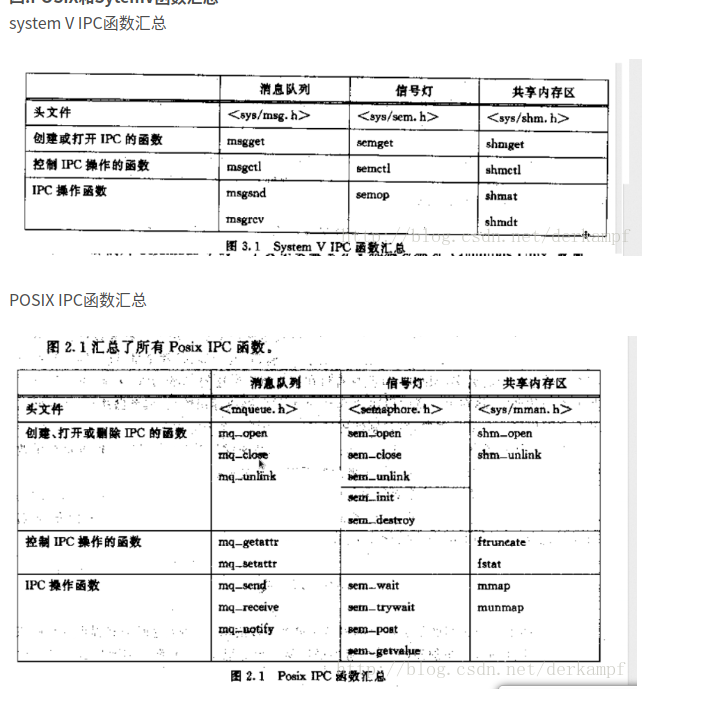 system V IPC函数汇总
消息队列 信号灯 共享内存区
头文件 <sys/msg.h> <sys/sem.h> <sys/shm.h>
创建或打开 IPC 的函数 msgget semget shmget
控制 IPC 操作的函数 msgctl semctl shmctl
IPC 操作函数 msgsnd semop shmat
msgrcv shmdt
http://blog.csdn.net/derkampf
图 3.1 System V IPC 函数汇总
POSIX IPC函数汇总
图 2.1 汇总了所有 Posix IPC 函数。
消息队列 信号灯 共享内存区
头文件 <mqueue.h> <semaphore.h> <sys/mman.h>
创建、打开或删除 IPC 的函数 mq_open sem_open shm_open
mq_close sem_close shm_unlink
mq_unlink sem_unlink
sem_init
sem_destroy
控制 IPC 操作的函数 mq_getattr ftruncate
mq_setattr fstat
IPC 操作函数 mq_send sem_wait mmap
mq_receive sem_trywait munmap
mq_notify sem_post
sem_getvalue
http://blog.csdn.net/derkampf
图 2.1 Posix IPC 函数汇总